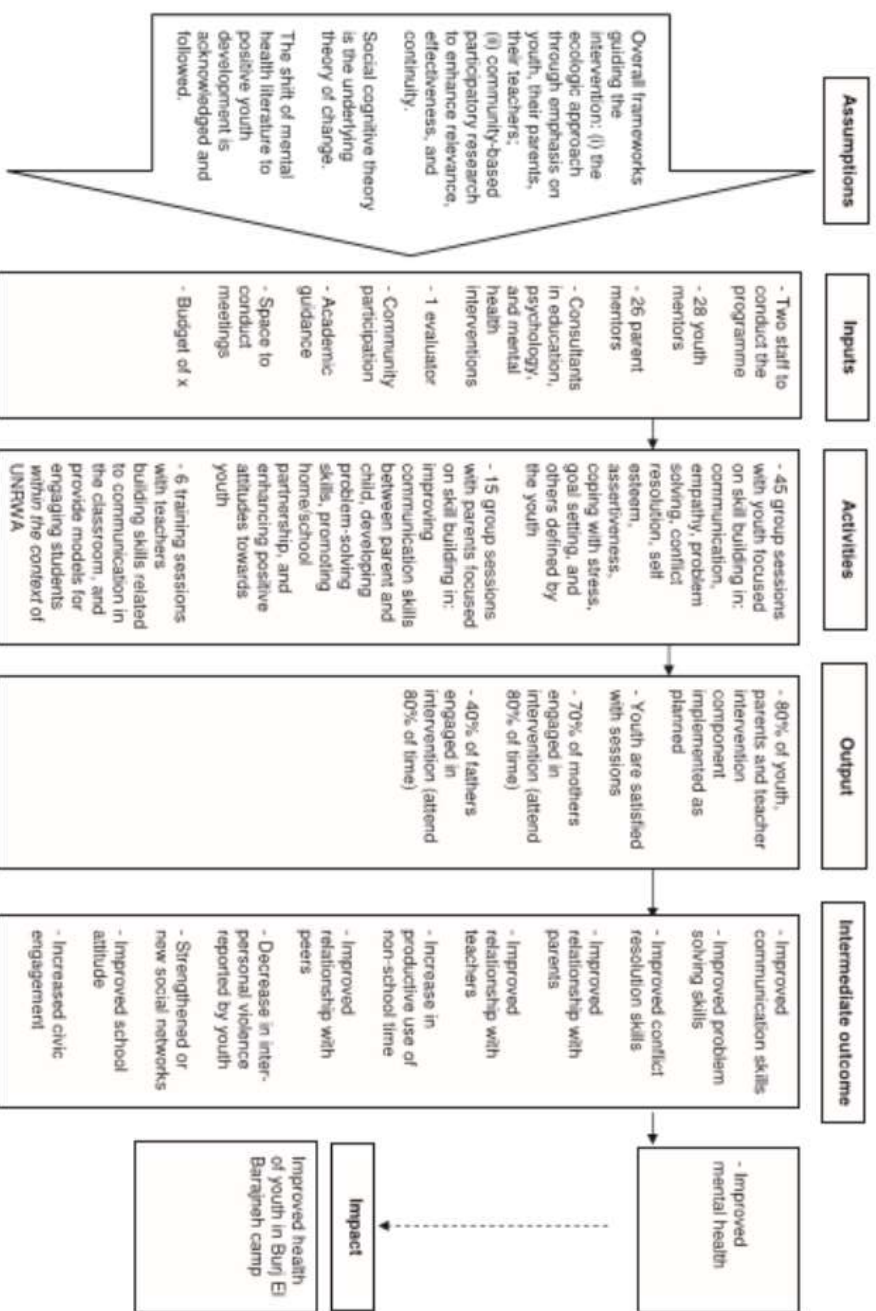 Assumptions
Overall frameworks
guiding the
intervention: (i) the
ecologic approach
through emphasis on
youth, their parents,
their teachers;
(ii) community-based
participatory research
to enhance relevance,
effectiveness, and
continuity.
Social cognitive theory
is the underlying
theory of change.
The shift of mental
health literature to
positive youth
development is
acknowledged and
followed.
Inputs
- Two staff to
conduct the
programme
- 28 youth
mentors
- 26 parent
mentors
- Consultants
in education,
psychology,
and mental
health
interventions
- 1 evaluator
- Community
participation
- Academic
guidance
- Space to
conduct
meetings
- Budget of x
Activities
- 45 group sessions
with youth focused
on skill building in:
communication,
empathy, problem
solving, conflict
resolution, self
esteem,
assertiveness,
coping with stress,
goal setting, and
others defined by
the youth
- 15 group sessions
with parents focused
on skill building in:
improving
communication skills
between parent and
child, developing
problem-solving
skills, promoting
home/school
partnership, and
enhancing positive
attitudes towards
youth
- 6 training sessions
with teachers
building skills related
to communication in
the classroom, and
provide models for
engaging students
within the context of
UNRWA
Output
- 80% of youth,
parents and teacher
intervention
component
implemented as
planned
- Youth are satisfied
with sessions
- 70% of mothers
engaged in
intervention (attend
80% of time)
- 40% of fathers
engaged in
intervention (attend
80% of time)
Intermediate outcome
- Improved
communication skills
- Improved problem
solving skills
- Improved conflict
resolution skills
- Improved
relationship with
parents
- Improved
relationship with
teachers
- Increase in
productive use of
non-school time
- Improved
relationship with
peers
- Decrease in inter-
personal violence
reported by youth
- Strengthened or
new social networks
- Improved school
attitude
- Increased civic
engagement
- Improved
mental health
Impact
Improved health
of youth in Burj El
Barajneh camp